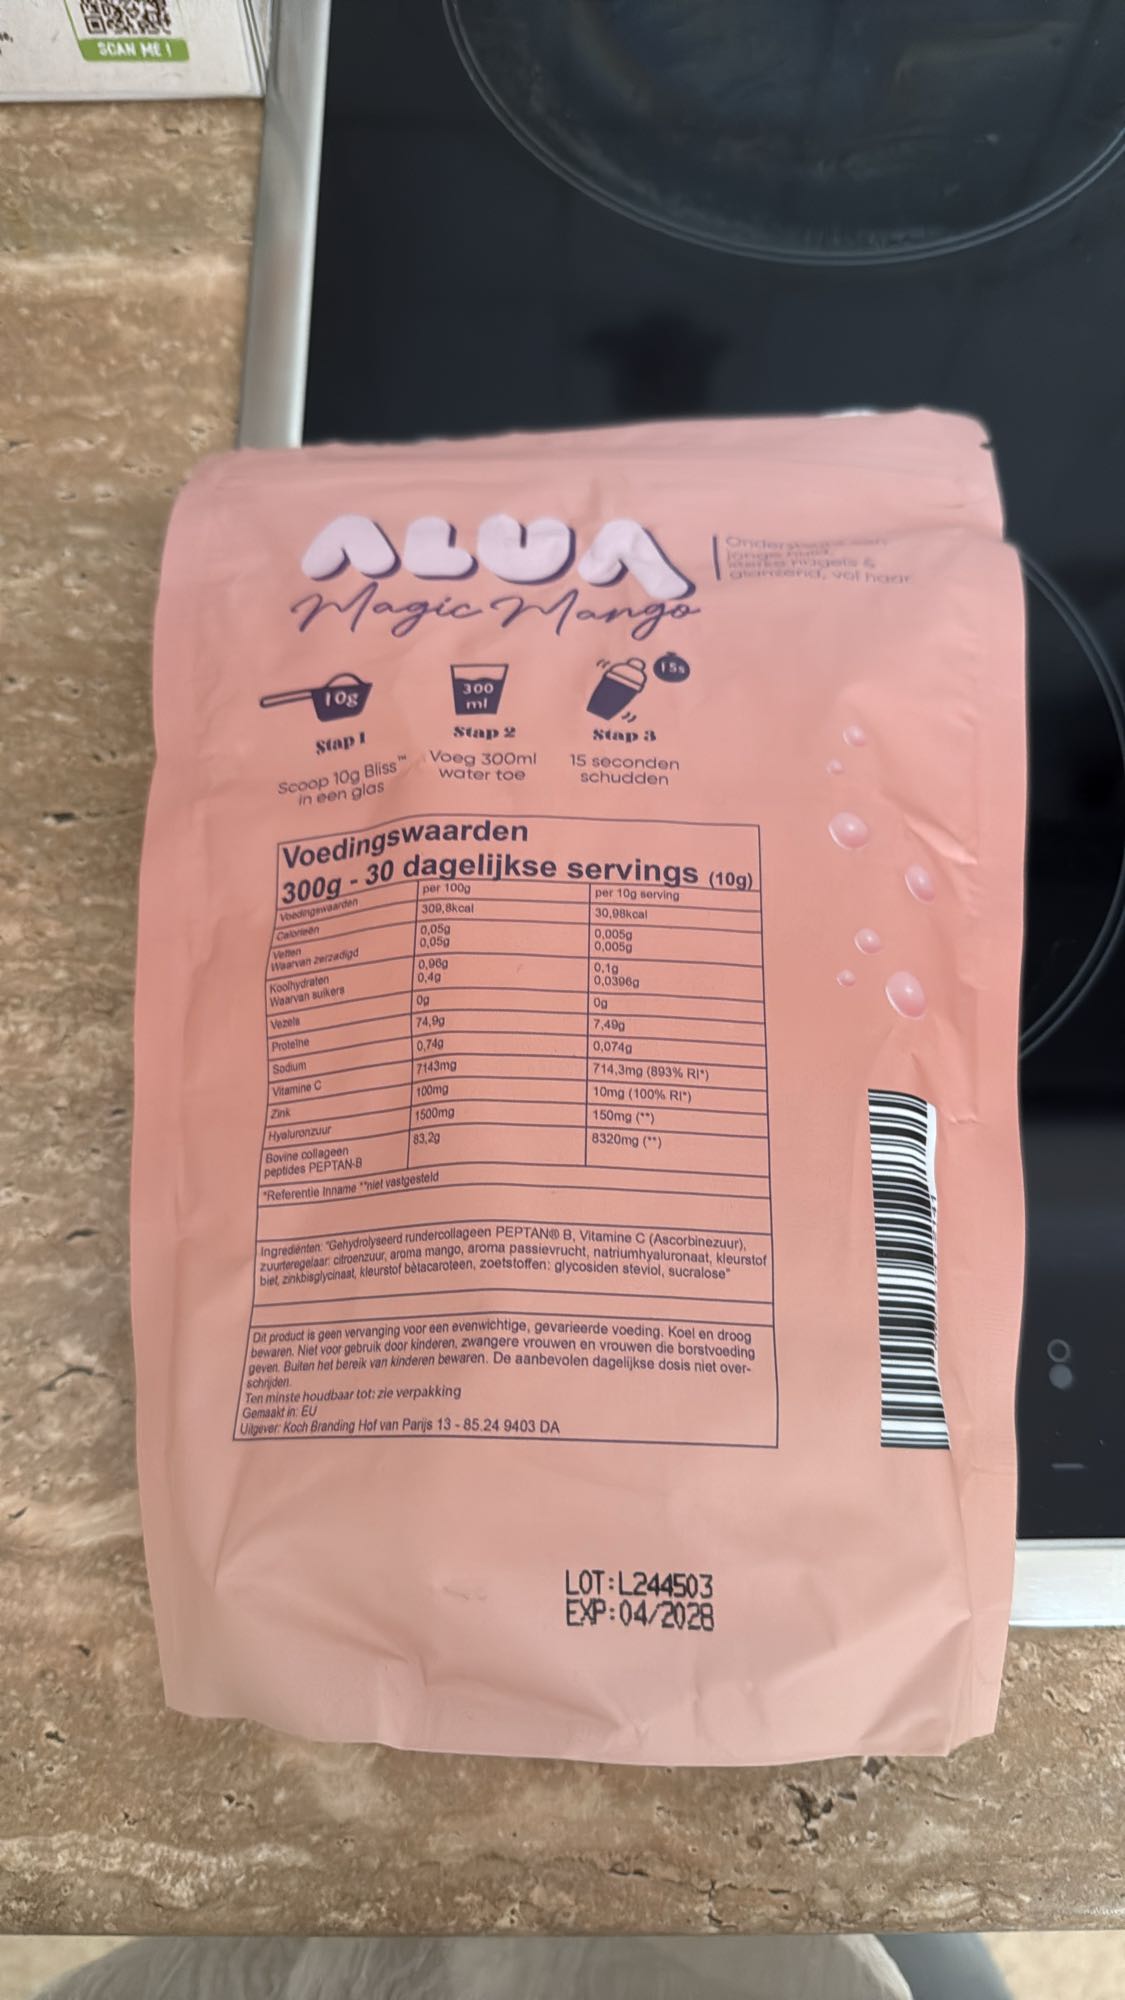 SCAN ME !
ALUA
Magic Mango
glanzend, vol haar
10g
300
ml
15s
Stap 1
Stap 2
Stap 3
Scoop 10g Bliss™
in een glas
Voeg 300ml
water toe
15 seconden
schudden
Voedingswaarden
300g - 30 dagelijkse servings (10g)
Voedingswaarden per 100g per 10g serving
Calorieën 309,8kcal 30,98kcal
Vetten 0,05g 0,005g
Waarvan zerzadigd 0,05g 0,005g
Koolhydraten 0,96g 0,1g
Waarvan suikers 0,4g 0,0396g
Vezels 0g 0g
Proteïne 74,9g 7,49g
Sodium 0,74g 0,074g
Vitamine C 7143mg 714,3mg (893% RI*)
Zink 100mg 10mg (100% RI*)
Hyaluronzuur 1500mg 150mg (**)
Bovine collageen 83,2g 8320mg (**)
peptides PEPTAN-B
*Referentie Inname **niet vastgesteld
Ingredienten: "Gehydrolyseerd rundercollageen PEPTAN® B, Vitamine C (Ascorbinezuur),
zuurteregelaar: citroenzuur, aroma mango, aroma passievrucht, natriumhyaluronaat, kleurstof
biet, zinkbisglycinaat, kleurstof bètacaroteen, zoetstoffen: glycosiden steviol, sucralose"
Dit product is geen vervanging voor een evenwichtige, gevarieerde voeding. Koel en droog
bewaren. Niet voor gebruik door kinderen, zwangere vrouwen en vrouwen die borstvoeding
geven. Buiten het bereik van kinderen bewaren. De aanbevolen dagelijkse dosis niet over-
schrijden.
Ten minste houdbaar tot: zie verpakking
Gemaakt in: EU
Uitgever: Koch Branding Hof van Parijs 13 - 85.24 9403 DA
LOT:L244503
EXP:04/2028